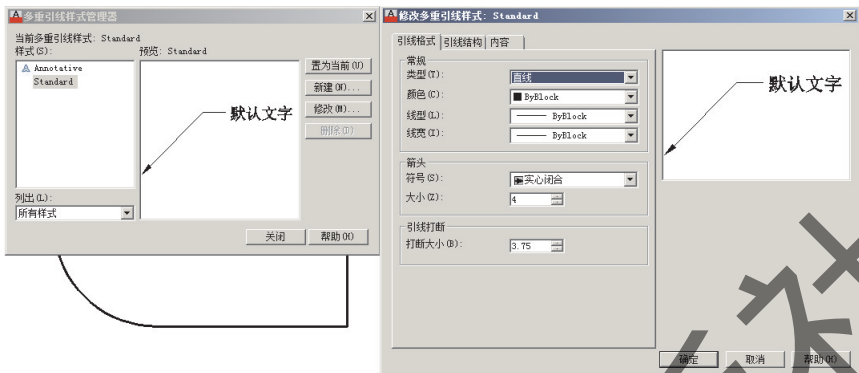 多重引线样式管理器
当前多重引线样式: Standard
样式(S):
预览: Standard
Annotative
Standard
默认文字
置为当前(U)
新建(N)...
修改(M)...
删除(D)
列出(L):
所有样式
关闭
帮助(H)
修改多重引线样式: Standard
引线格式
引线结构
内容
常规
类型(T):
直线
颜色(C):
ByBlock
线型(L):
ByBlock
线宽(I):
ByBlock
箭头
符号(S):
实心闭合
大小(Z):
4
引线打断
打断大小(B):
3.75
默认文字
确定
取消
帮助(H)